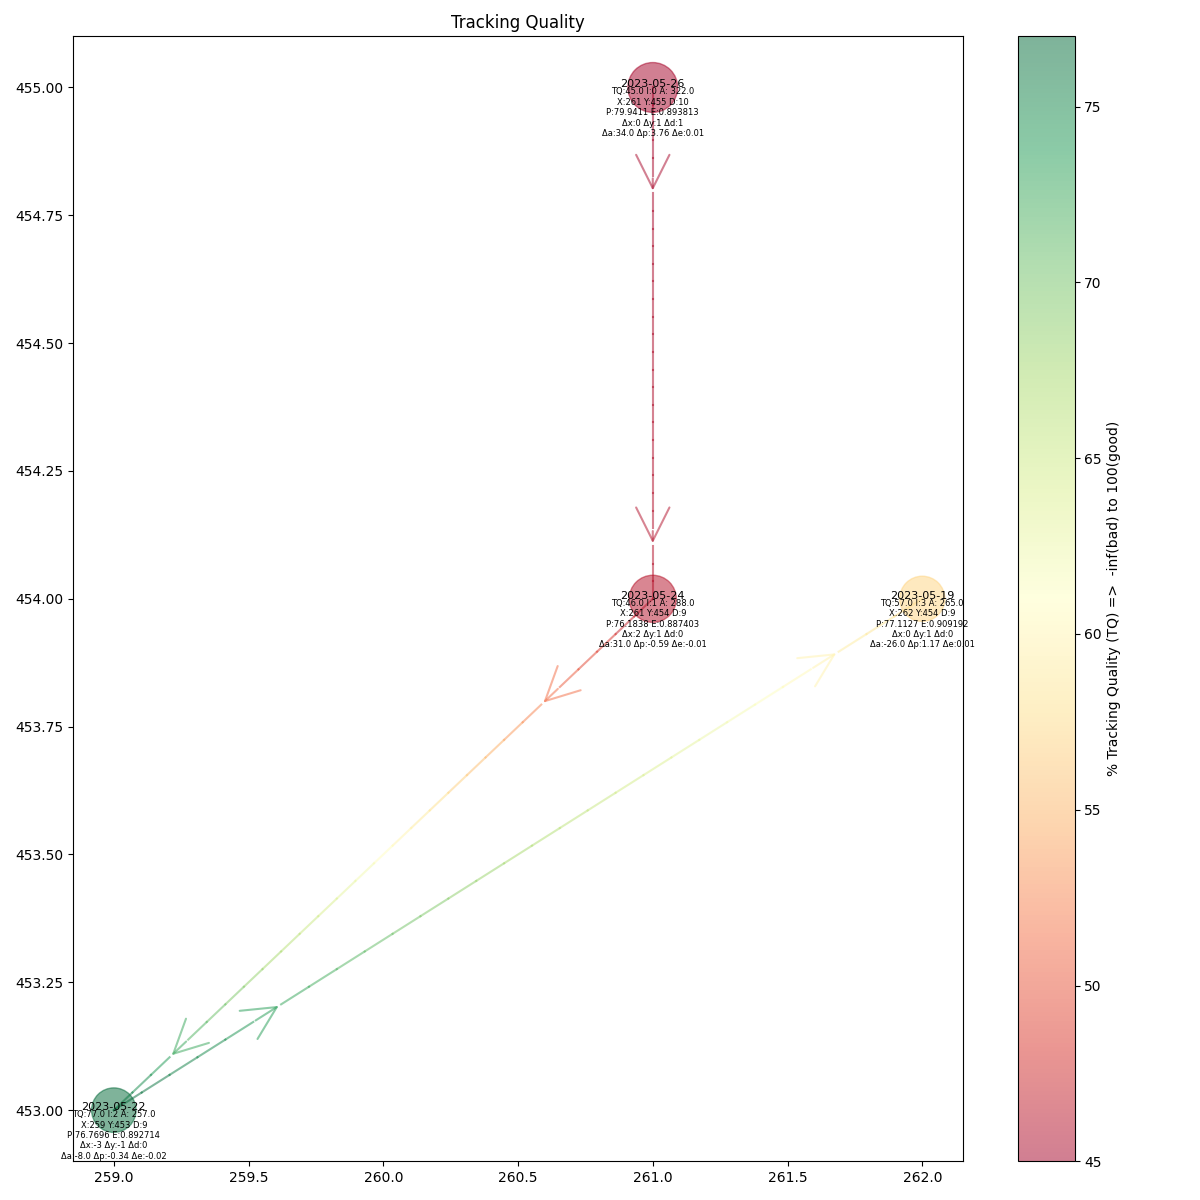 Tracking Quality
455.00
454.75
454.50
454.25
454.00
453.75
453.50
453.25
453.00
2023-05-26
TQ:45.0 I:0 A: 322.0
X:261 Y:455 D:10
P:79.9411 E:0.893813
Δx:0 Δy:1 Δd:1
Δa:34.0 Δp:3.76 Δe:0.01
2023-05-24
TQ:46.0 I:1 A: 288.0
X:261 Y:454 D:9
P:76.1838 E:0.887403
Δx:2 Δy:1 Δd:0
Δa:31.0 Δp:-0.59 Δe:-0.01
2023-05-19
TQ:57.0 I:3 A: 265.0
X:262 Y:454 D:9
P:77.1127 E:0.909192
Δx:0 Δy:1 Δd:0
Δa:-26.0 Δp:1.17 Δe:0.01
2023-05-22
TQ:77.0 I:2 A: 257.0
X:259 Y:453 D:9
P:76.7696 E:0.892714
Δx:-3 Δy:-1 Δd:0
Δa:-8.0 Δp:-0.34 Δe:-0.02
259.0 259.5 260.0 260.5 261.0 261.5 262.0
75
70
65
60
55
50
45
% Tracking Quality (TQ) => -inf(bad) to 100(good)